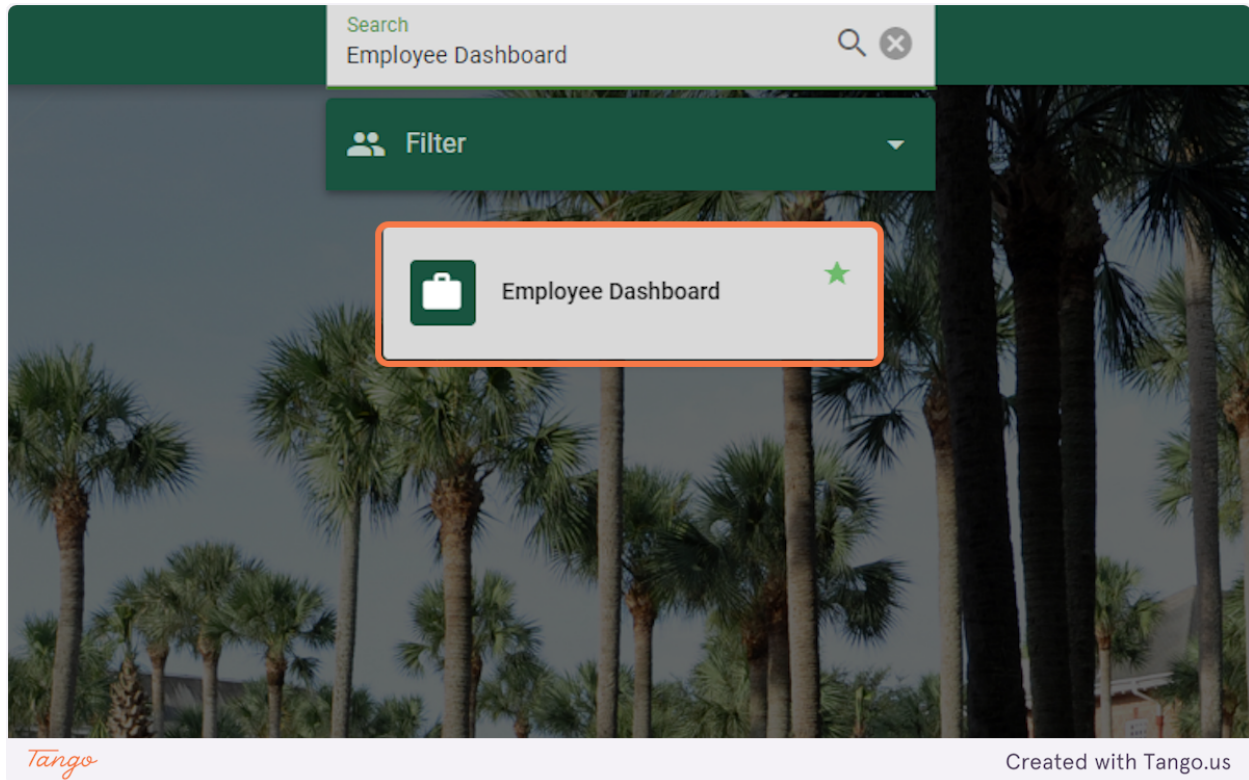 Search
Employee Dashboard
Filter
Employee Dashboard
Tango
Created with Tango.us